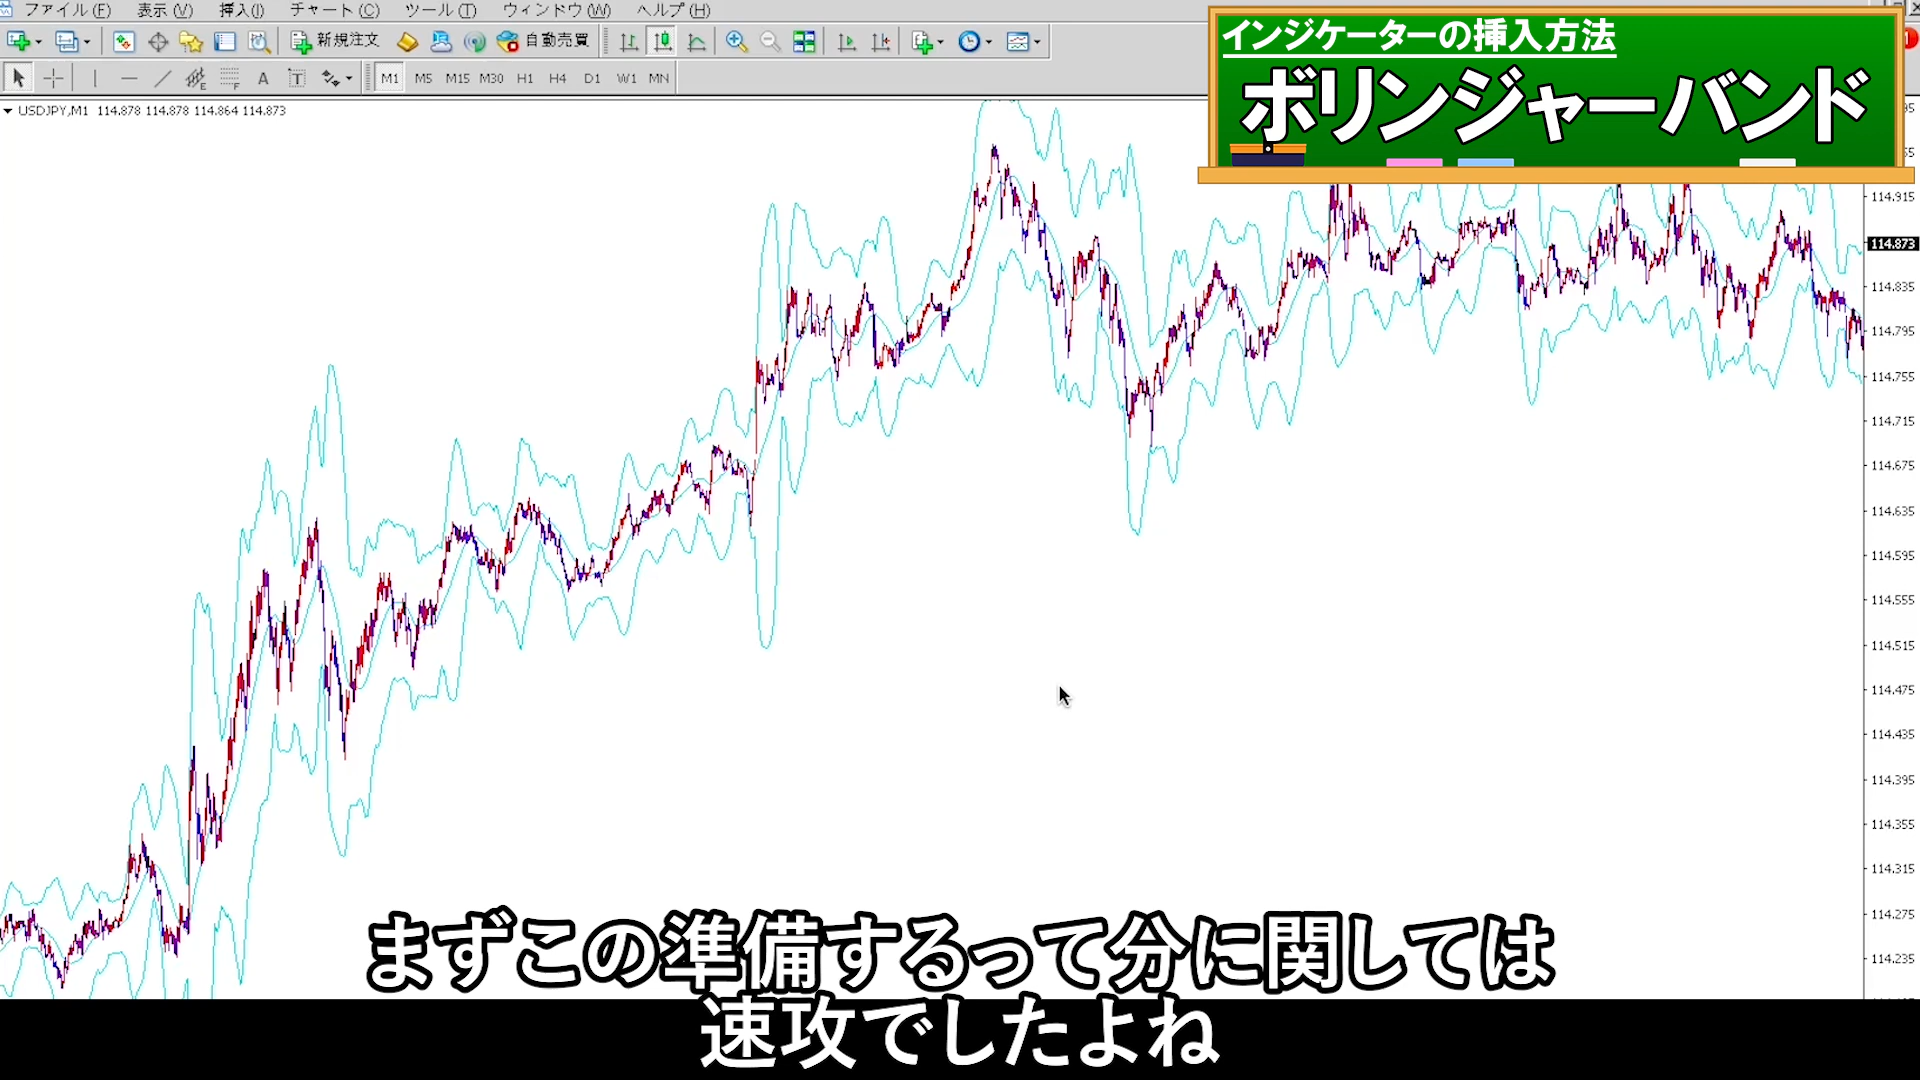 ファイル (F) 表示 (V) 挿入(I) チャート (C) ツール (T) ウィンドウ (W) ヘルプ (H)
新規注文 自動売買
A T M1 M5 M15 M30 H1 H4 D1 W1 MN
USDJPY,M1 114.878 114.878 114.864 114.873
インジケーターの挿入方法
ボリンジャーバンド
114.915
114.873
114.835
114.795
114.755
114.715
114.675
114.635
114.595
114.555
114.515
114.475
114.435
114.395
114.355
114.315
114.275
114.235
まずこの準備するって分に関しては
速攻でしたよね